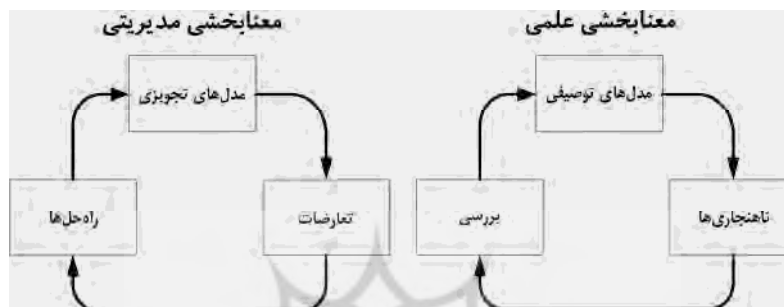 معنابخشی علمی
مدل‌های توصیفی
ناهنجاری‌ها
بررسی
معنابخشی مدیریتی
مدل‌های تجویزی
تعارضات
راه‌حل‌ها